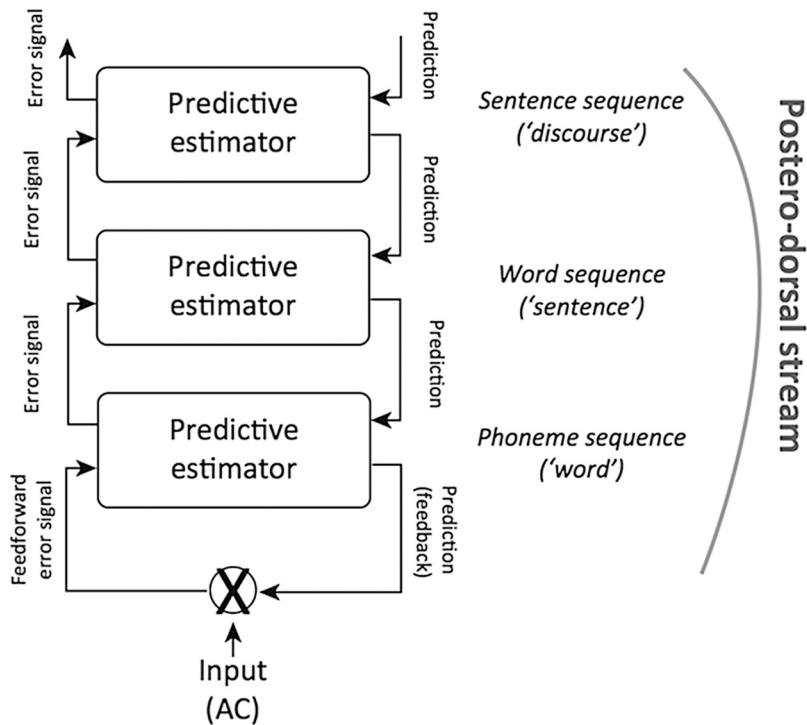 Error signal
Prediction
Predictive
estimator
Sentence sequence
('discourse')
Error signal
Prediction
Predictive
estimator
Word sequence
('sentence')
Error signal
Prediction
Predictive
estimator
Phoneme sequence
('word')
Feedforward
error signal
Prediction
(feedback)
X
Input
(AC)
Postero-dorsal stream